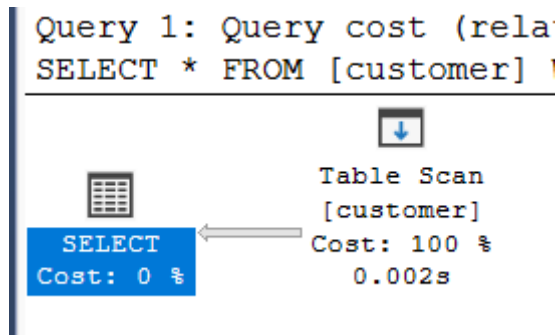 Query 1: Query cost (rela
SELECT * FROM [customer]
Table Scan
[customer]
Cost: 100 %
0.002s
SELECT
Cost: 0 %